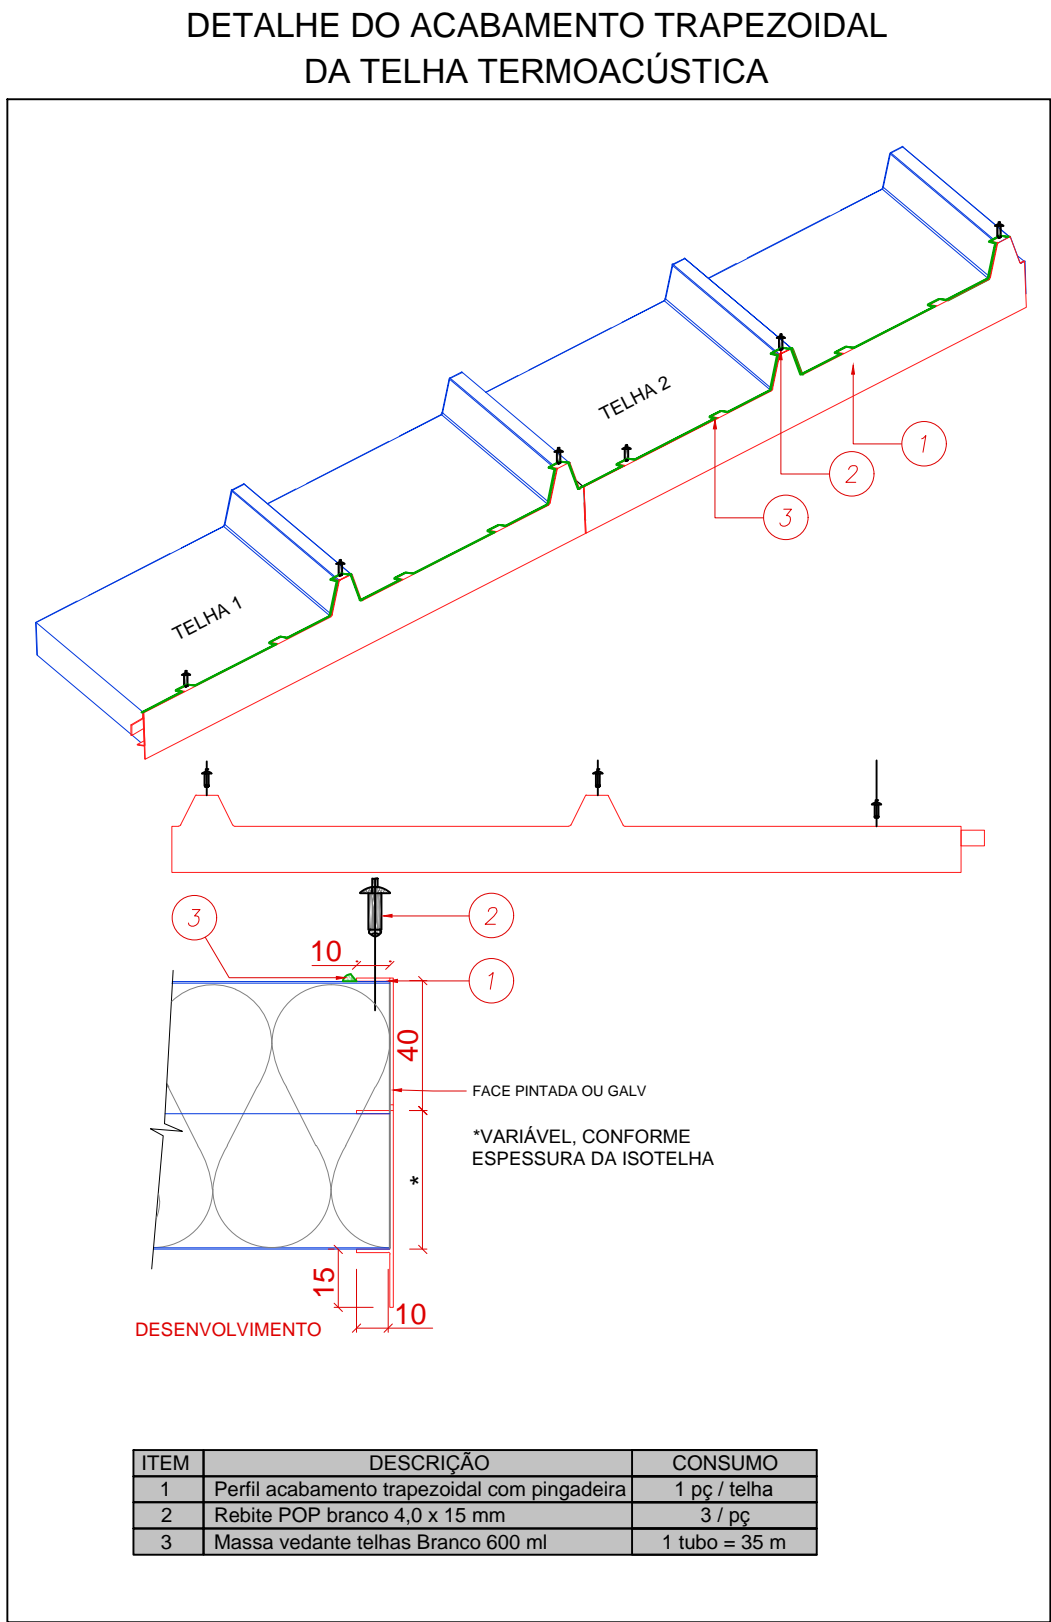 DETALHE DO ACABAMENTO TRAPEZOIDAL
DA TELHA TERMOACÚSTICA
TELHA 2
1
2
3
TELHA 1
3
2
10
1
40
FACE PINTADA OU GALV
*VARIÁVEL, CONFORME
ESPESSURA DA ISOTELHA
*
15
10
DESENVOLVIMENTO
ITEM DESCRIÇÃO CONSUMO
1 Perfil acabamento trapezoidal com pingadeira 1 pç / telha
2 Rebite POP branco 4,0 x 15 mm 3 / pç
3 Massa vedante telhas Branco 600 ml 1 tubo = 35 m